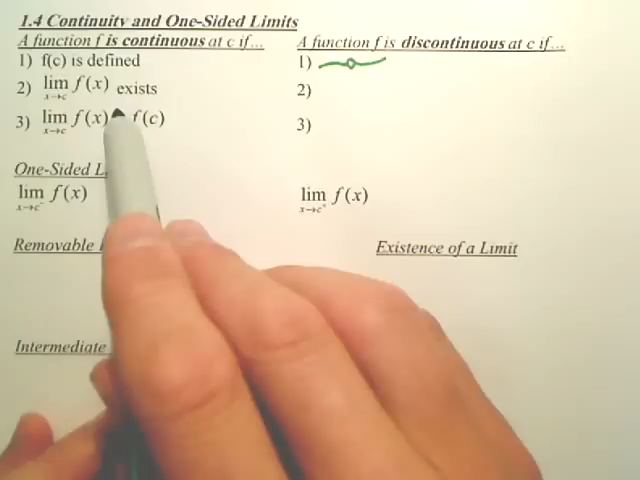 1.4 Continuity and One-Sided Limits
A function f is continuous at c if...
1) f(c) is defined
2) lim f(x) exists
x→c
3) lim f(x) f(c)
x→c
A function f is discontinuous at c if...
1)
2)
3)
One-Sided L
lim f(x)
x→c⁻
lim f(x)
x→c⁺
Removable
Existence of a Limit
Intermediate